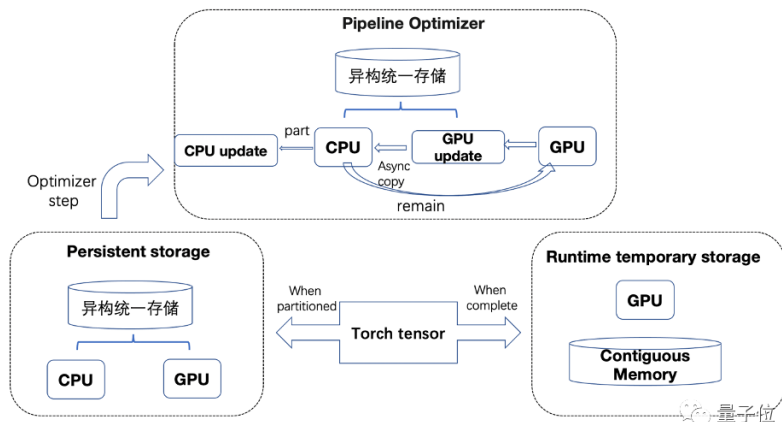 Pipeline Optimizer
异构统一存储
CPU update
part
CPU
GPU
update
GPU
Async
copy
remain
Optimizer
step
Persistent storage
异构统一存储
CPU
GPU
When
partitioned
Torch tensor
When
complete
Runtime temporary storage
GPU
Contiguous
Memory
量子位